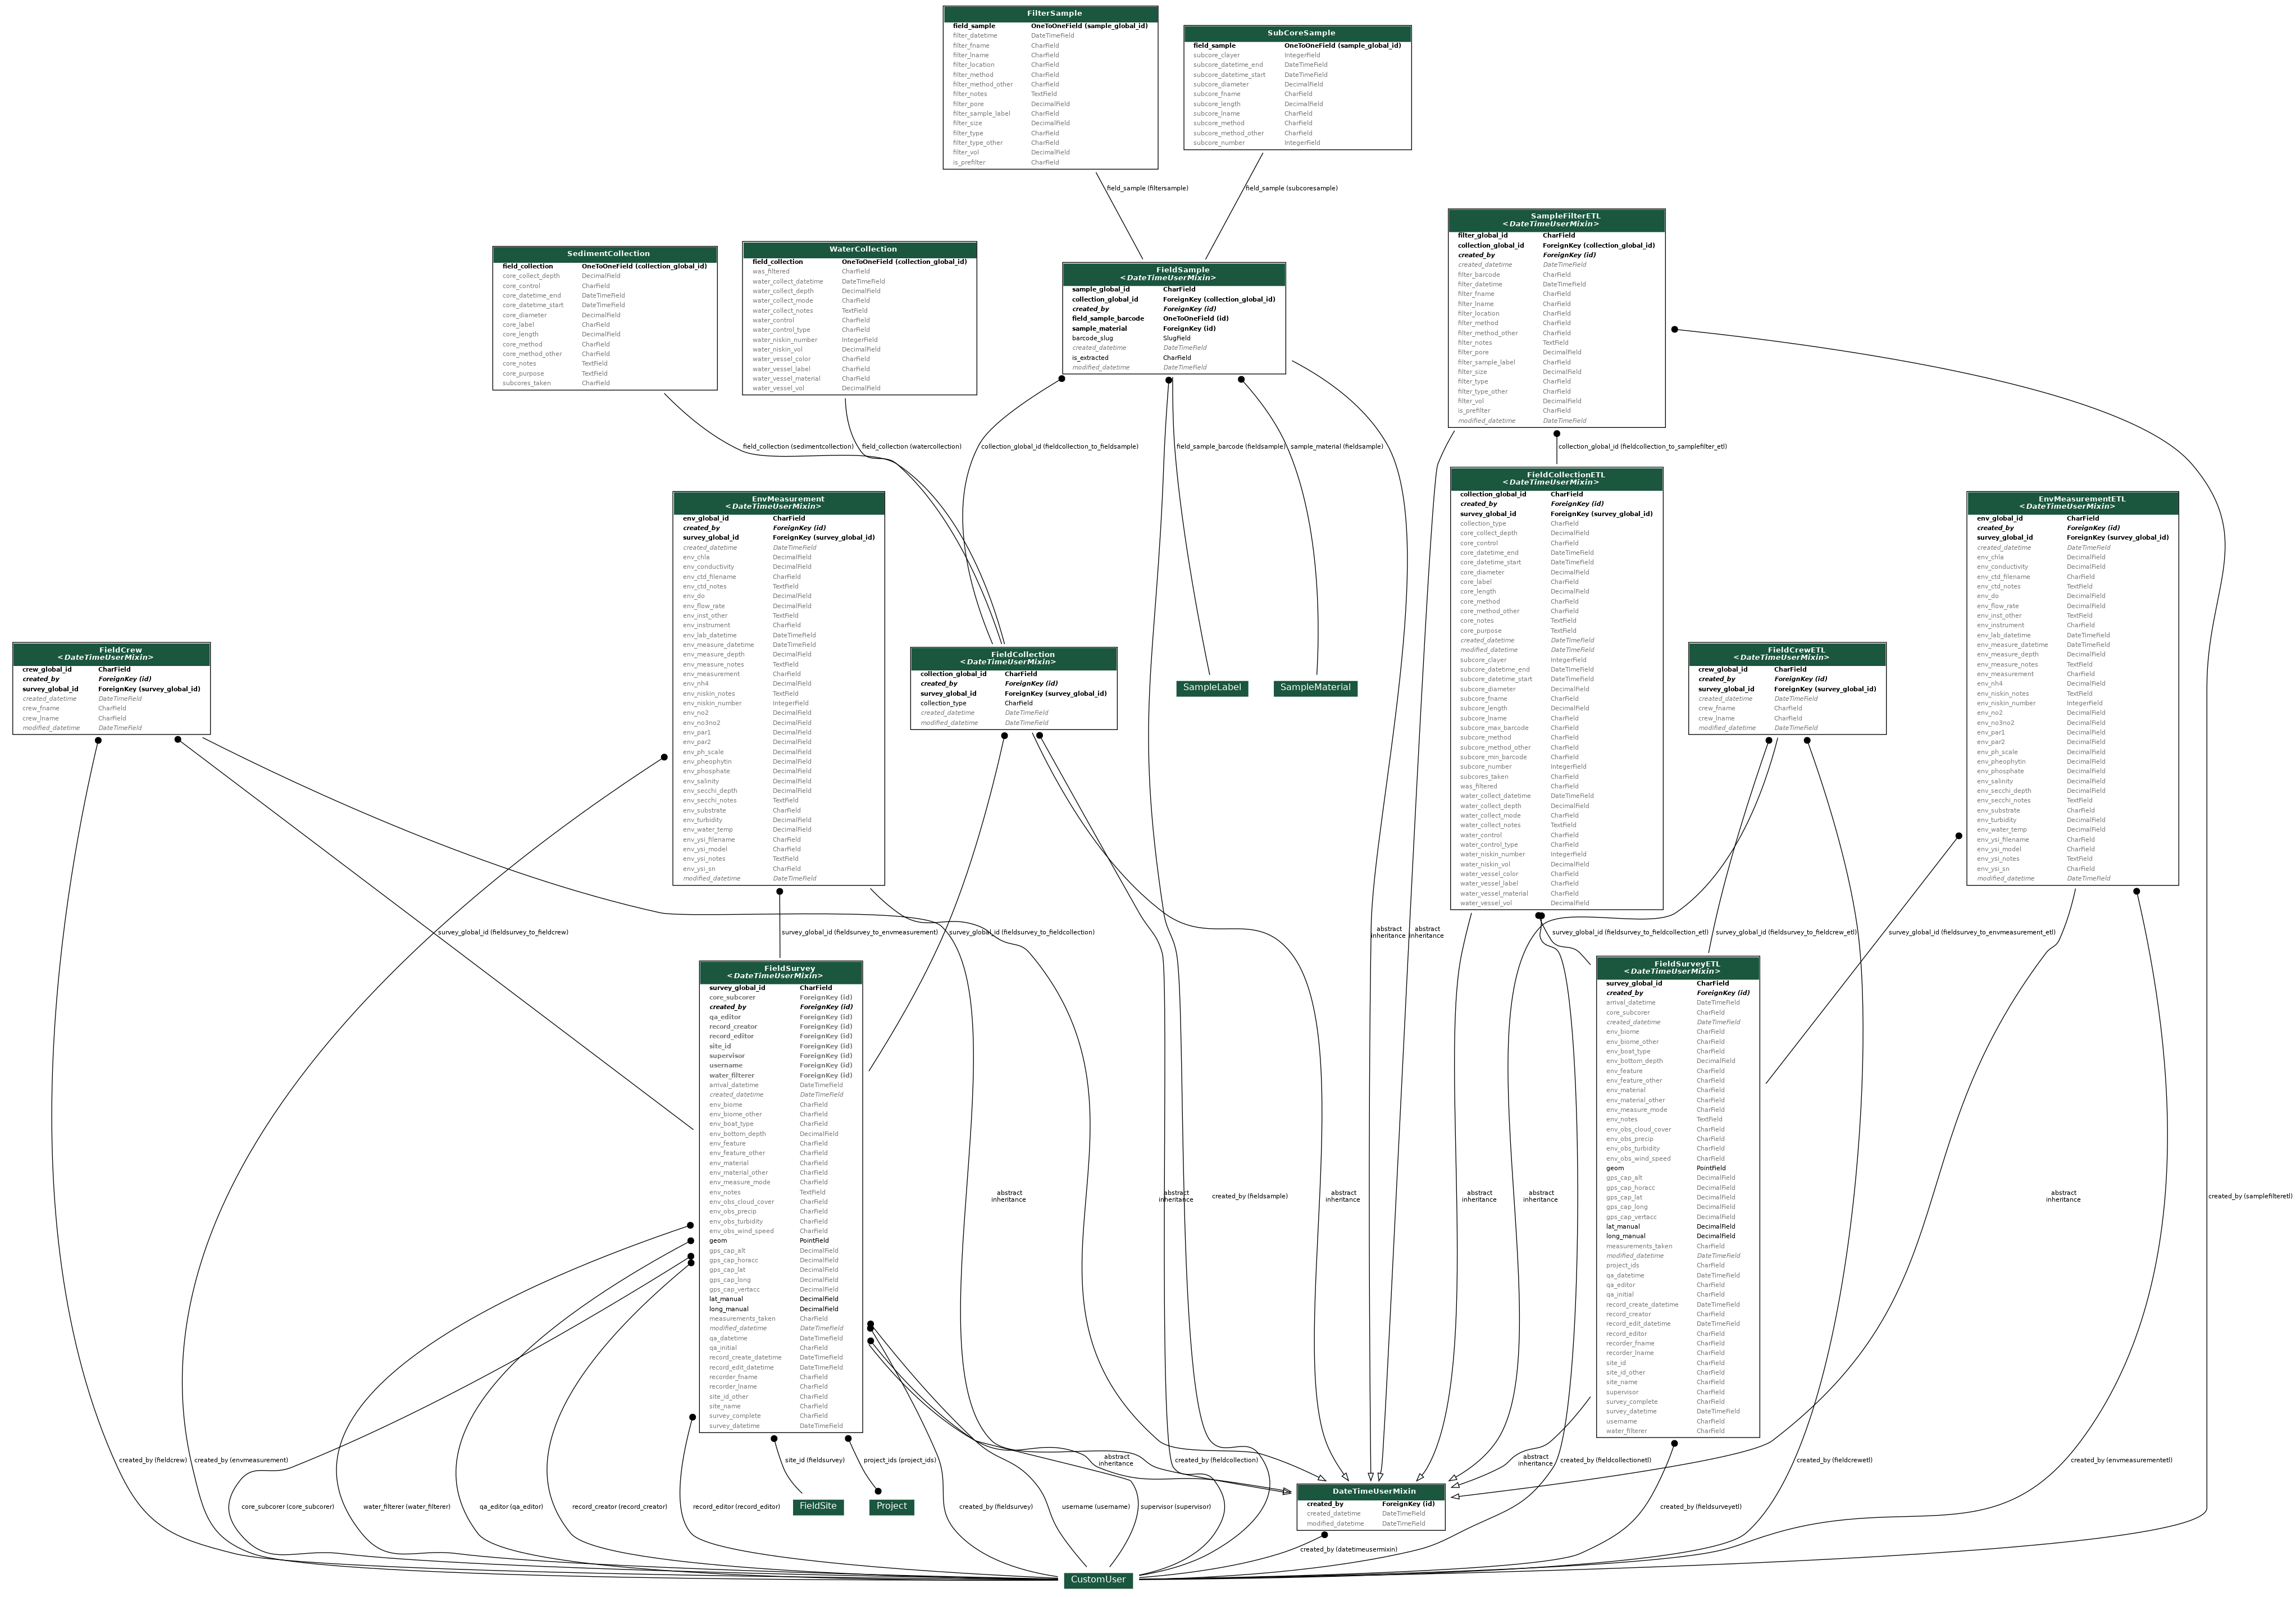 FilterSample
field_sample OneToOneField (sample_global_id)
filter_datetime DateTimeField
filter_fname CharField
filter_lname CharField
filter_location CharField
filter_method CharField
filter_method_other CharField
filter_notes TextField
filter_pore DecimalField
filter_sample_label CharField
filter_size DecimalField
filter_type CharField
filter_type_other CharField
filter_vol DecimalField
is_prefilter CharField
SubCoreSample
field_sample OneToOneField (sample_global_id)
subcore_clayer IntegerField
subcore_datetime_end DateTimeField
subcore_datetime_start DateTimeField
subcore_diameter DecimalField
subcore_fname CharField
subcore_length DecimalField
subcore_lname CharField
subcore_method CharField
subcore_method_other CharField
subcore_number IntegerField
field_sample (filtersample)
field_sample (subcoresample)
SedimentCollection
field_collection OneToOneField (collection_global_id)
core_collect_depth DecimalField
core_control CharField
core_datetime_end DateTimeField
core_datetime_start DateTimeField
core_diameter DecimalField
core_label CharField
core_length DecimalField
core_method CharField
core_method_other CharField
core_notes TextField
core_purpose TextField
subcores_taken CharField
WaterCollection
field_collection OneToOneField (collection_global_id)
was_filtered CharField
water_collect_datetime DateTimeField
water_collect_depth DecimalField
water_collect_mode CharField
water_collect_notes TextField
water_control CharField
water_control_type CharField
water_niskin_number IntegerField
water_niskin_vol DecimalField
water_vessel_color CharField
water_vessel_label CharField
water_vessel_material CharField
water_vessel_vol DecimalField
FieldSample
<DateTimeUserMixin>
sample_global_id CharField
collection_global_id ForeignKey (collection_global_id)
created_by ForeignKey (id)
field_sample_barcode OneToOneField (id)
sample_material ForeignKey (id)
barcode_slug SlugField
created_datetime DateTimeField
is_extracted CharField
modified_datetime DateTimeField
SampleFilterETL
<DateTimeUserMixin>
filter_global_id CharField
collection_global_id ForeignKey (collection_global_id)
created_by ForeignKey (id)
created_datetime DateTimeField
filter_barcode CharField
filter_datetime DateTimeField
filter_fname CharField
filter_lname CharField
filter_location CharField
filter_method CharField
filter_method_other CharField
filter_notes TextField
filter_pore DecimalField
filter_sample_label CharField
filter_size DecimalField
filter_type CharField
filter_type_other CharField
filter_vol DecimalField
is_prefilter CharField
modified_datetime DateTimeField
field_collection (sedimentcollection)
field_collection (watercollection)
collection_global_id (fieldcollection_to_fieldsample)
field_sample_barcode (fieldsample)
sample_material (fieldsample)
collection_global_id (fieldcollection_to_samplefilter_etl)
EnvMeasurement
<DateTimeUserMixin>
env_global_id CharField
created_by ForeignKey (id)
survey_global_id ForeignKey (survey_global_id)
created_datetime DateTimeField
env_chla DecimalField
env_conductivity DecimalField
env_ctd_filename CharField
env_ctd_notes TextField
env_do DecimalField
env_flow_rate DecimalField
env_inst_other TextField
env_instrument CharField
env_lab_datetime DateTimeField
env_measure_datetime DateTimeField
env_measure_depth DecimalField
env_measure_notes TextField
env_measurement CharField
env_nh4 DecimalField
env_niskin_notes TextField
env_niskin_number IntegerField
env_no2 DecimalField
env_no3no2 DecimalField
env_par1 DecimalField
env_par2 DecimalField
env_ph_scale DecimalField
env_pheophytin DecimalField
env_phosphate DecimalField
env_salinity DecimalField
env_secchi_depth DecimalField
env_secchi_notes TextField
env_substrate CharField
env_turbidity DecimalField
env_water_temp DecimalField
env_ysi_filename CharField
env_ysi_model CharField
env_ysi_notes TextField
env_ysi_sn CharField
modified_datetime DateTimeField
FieldCollectionETL
<DateTimeUserMixin>
collection_global_id CharField
created_by ForeignKey (id)
survey_global_id ForeignKey (survey_global_id)
collection_type CharField
core_collect_depth DecimalField
core_control CharField
core_datetime_end DateTimeField
core_datetime_start DateTimeField
core_diameter DecimalField
core_label CharField
core_length DecimalField
core_method CharField
core_method_other CharField
core_notes TextField
core_purpose TextField
created_datetime DateTimeField
modified_datetime DateTimeField
subcore_clayer IntegerField
subcore_datetime_end DateTimeField
subcore_datetime_start DateTimeField
subcore_diameter DecimalField
subcore_fname CharField
subcore_length DecimalField
subcore_lname CharField
subcore_max_barcode CharField
subcore_method CharField
subcore_method_other CharField
subcore_min_barcode CharField
subcore_number IntegerField
subcores_taken CharField
was_filtered CharField
water_collect_datetime DateTimeField
water_collect_depth DecimalField
water_collect_mode CharField
water_collect_notes TextField
water_control CharField
water_control_type CharField
water_niskin_number IntegerField
water_niskin_vol DecimalField
water_vessel_color CharField
water_vessel_label CharField
water_vessel_material CharField
water_vessel_vol DecimalField
EnvMeasurementETL
<DateTimeUserMixin>
env_global_id CharField
created_by ForeignKey (id)
survey_global_id ForeignKey (survey_global_id)
created_datetime DateTimeField
env_chla DecimalField
env_conductivity DecimalField
env_ctd_filename CharField
env_ctd_notes TextField
env_do DecimalField
env_flow_rate DecimalField
env_inst_other TextField
env_instrument CharField
env_lab_datetime DateTimeField
env_measure_datetime DateTimeField
env_measure_depth DecimalField
env_measure_notes TextField
env_measurement CharField
env_nh4 DecimalField
env_niskin_notes TextField
env_niskin_number IntegerField
env_no2 DecimalField
env_no3no2 DecimalField
env_par1 DecimalField
env_par2 DecimalField
env_ph_scale DecimalField
env_pheophytin DecimalField
env_phosphate DecimalField
env_salinity DecimalField
env_secchi_depth DecimalField
env_secchi_notes TextField
env_substrate CharField
env_turbidity DecimalField
env_water_temp DecimalField
env_ysi_filename CharField
env_ysi_model CharField
env_ysi_notes TextField
env_ysi_sn CharField
modified_datetime DateTimeField
FieldCrew
<DateTimeUserMixin>
crew_global_id CharField
created_by ForeignKey (id)
survey_global_id ForeignKey (survey_global_id)
created_datetime DateTimeField
crew_fname CharField
crew_lname CharField
modified_datetime DateTimeField
FieldCollection
<DateTimeUserMixin>
collection_global_id CharField
created_by ForeignKey (id)
survey_global_id ForeignKey (survey_global_id)
collection_type CharField
created_datetime DateTimeField
modified_datetime DateTimeField
SampleLabel
SampleMaterial
FieldCrewETL
<DateTimeUserMixin>
crew_global_id CharField
created_by ForeignKey (id)
survey_global_id ForeignKey (survey_global_id)
created_datetime DateTimeField
crew_fname CharField
crew_lname CharField
modified_datetime DateTimeField
survey_global_id (fieldsurvey_to_fieldcrew)
survey_global_id (fieldsurvey_to_envmeasurement)
survey_global_id (fieldsurvey_to_fieldcollection)
abstract
inheritance
abstract
inheritance
survey_global_id (fieldsurvey_to_fieldcollection_etl)
survey_global_id (fieldsurvey_to_fieldcrew_etl)
survey_global_id (fieldsurvey_to_envmeasurement_etl)
FieldSurvey
<DateTimeUserMixin>
survey_global_id CharField
core_subcorer ForeignKey (id)
created_by ForeignKey (id)
qa_editor ForeignKey (id)
record_creator ForeignKey (id)
record_editor ForeignKey (id)
site_id ForeignKey (id)
supervisor ForeignKey (id)
username ForeignKey (id)
water_filterer ForeignKey (id)
arrival_datetime DateTimeField
created_datetime DateTimeField
env_biome CharField
env_biome_other CharField
env_boat_type CharField
env_bottom_depth DecimalField
env_feature CharField
env_feature_other CharField
env_material CharField
env_material_other CharField
env_measure_mode CharField
env_notes TextField
env_obs_cloud_cover CharField
env_obs_precip CharField
env_obs_turbidity CharField
env_obs_wind_speed CharField
geom PointField
gps_cap_alt DecimalField
gps_cap_horacc DecimalField
gps_cap_lat DecimalField
gps_cap_long DecimalField
gps_cap_vertacc DecimalField
lat_manual DecimalField
long_manual DecimalField
measurements_taken CharField
modified_datetime DateTimeField
qa_datetime DateTimeField
qa_initial CharField
record_create_datetime DateTimeField
record_edit_datetime DateTimeField
recorder_fname CharField
recorder_lname CharField
site_id_other CharField
site_name CharField
survey_complete CharField
survey_datetime DateTimeField
FieldSurveyETL
<DateTimeUserMixin>
survey_global_id CharField
created_by ForeignKey (id)
arrival_datetime DateTimeField
core_subcorer CharField
created_datetime DateTimeField
env_biome CharField
env_biome_other CharField
env_boat_type CharField
env_bottom_depth DecimalField
env_feature CharField
env_feature_other CharField
env_material CharField
env_material_other CharField
env_measure_mode CharField
env_notes TextField
env_obs_cloud_cover CharField
env_obs_precip CharField
env_obs_turbidity CharField
env_obs_wind_speed CharField
geom PointField
gps_cap_alt DecimalField
gps_cap_horacc DecimalField
gps_cap_lat DecimalField
gps_cap_long DecimalField
gps_cap_vertacc DecimalField
lat_manual DecimalField
long_manual DecimalField
measurements_taken CharField
modified_datetime DateTimeField
project_ids CharField
qa_datetime DateTimeField
qa_editor CharField
qa_initial CharField
record_create_datetime DateTimeField
record_creator CharField
record_edit_datetime DateTimeField
record_editor CharField
recorder_fname CharField
recorder_lname CharField
site_id CharField
site_id_other CharField
site_name CharField
supervisor CharField
survey_complete CharField
survey_datetime DateTimeField
username CharField
water_filterer CharField
abstract
inheritance
abstract
inheritance
created_by (fieldsample)
abstract
inheritance
abstract
inheritance
abstract
inheritance
abstract
inheritance
created_by (samplefilteretl)
created_by (fieldcrew)
created_by (envmeasurement)
site_id (fieldsurvey)
project_ids (project_ids)
abstract
inheritance
created_by (fieldcollection)
abstract
inheritance
created_by (fieldcollectionetl)
created_by (fieldcrewetl)
created_by (envmeasurementetl)
core_subcorer (core_subcorer)
water_filterer (water_filterer)
qa_editor (qa_editor)
record_creator (record_creator)
record_editor (record_editor)
FieldSite
Project
created_by (fieldsurvey)
username (username)
supervisor (supervisor)
DateTimeUserMixin
created_by ForeignKey (id)
created_datetime DateTimeField
modified_datetime DateTimeField
created_by (fieldsurveyetl)
created_by (datetimeusermixin)
CustomUser